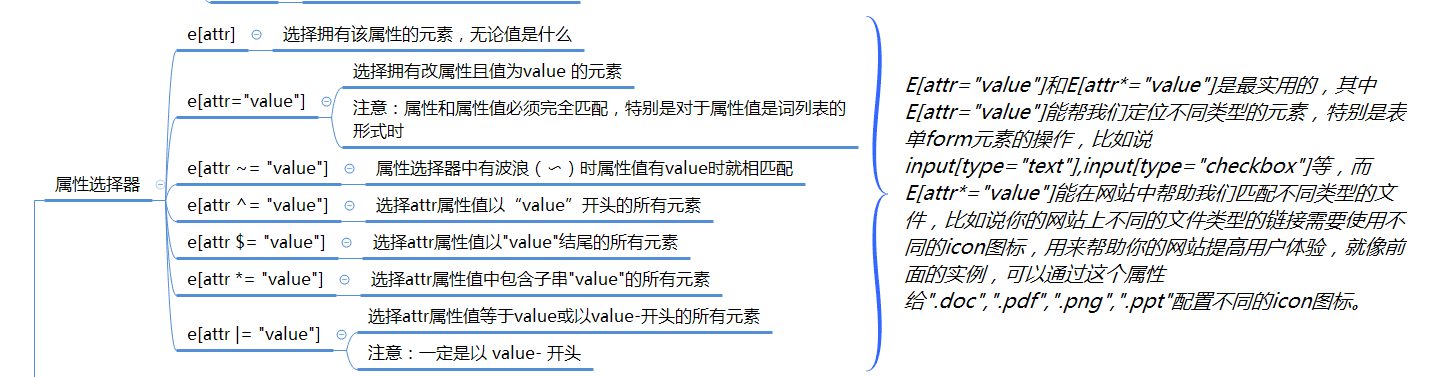 属性选择器
e[attr]
选择拥有该属性的元素，无论值是什么
e[attr="value"]
选择拥有改属性且值为value 的元素
注意：属性和属性值必须完全匹配，特别是对于属性值是词列表的
形式时
e[attr ~= "value"]
属性选择器中有波浪（∽）时属性值有value时就相匹配
e[attr ^= "value"]
选择attr属性值以“value”开头的所有元素
e[attr $= "value"]
选择attr属性值以"value"结尾的所有元素
e[attr *= "value"]
选择attr属性值中包含子串"value"的所有元素
e[attr |= "value"]
选择attr属性值等于value或以value-开头的所有元素
注意：一定是以 value- 开头
E[attr="value"]和E[attr*="value"]是最实用的，其中
E[attr="value"]能帮我们定位不同类型的元素，特别是表
单form元素的操作，比如说
input[type="text"],input[type="checkbox"]等，而
E[attr*="value"]能在网站中帮助我们匹配不同类型的文
件，比如说你的网站上不同的文件类型的链接需要使用不
同的icon图标，用来帮助你的网站提高用户体验，就像前
面的实例，可以通过这个属性
给".doc",".pdf",".png",".ppt"配置不同的icon图标。